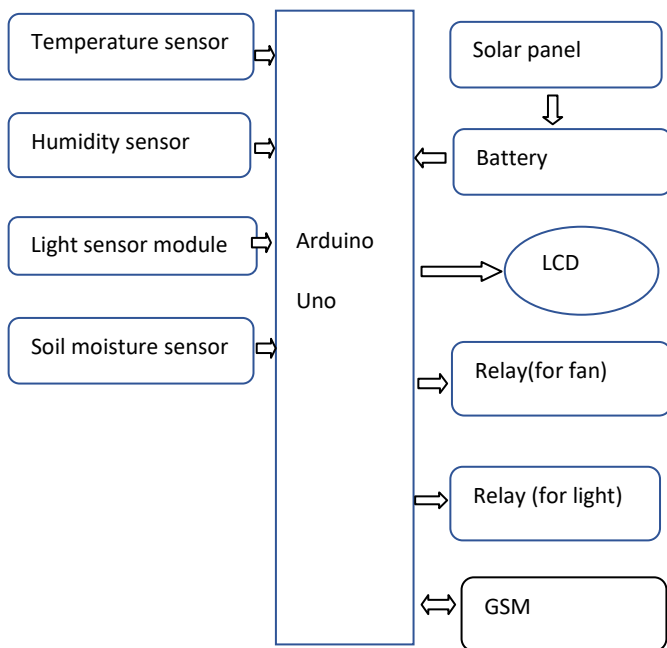 Temperature sensor
Humidity sensor
Light sensor module
Soil moisture sensor
Arduino
Uno
Solar panel
Battery
LCD
Relay(for fan)
Relay (for light)
GSM